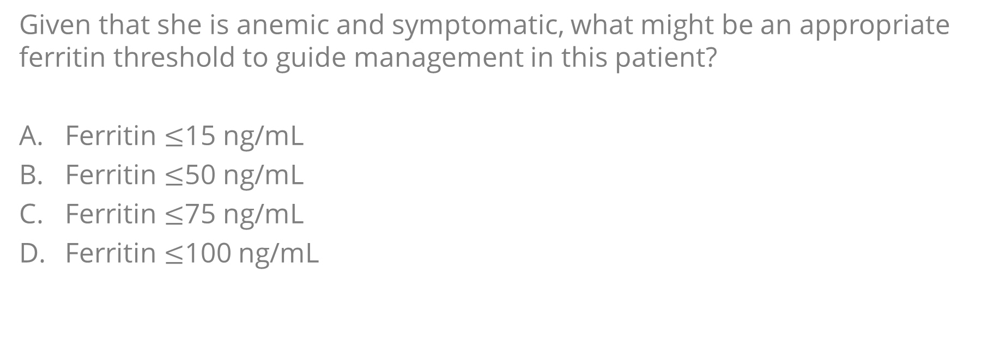 Given that she is anemic and symptomatic, what might be an appropriate
ferritin threshold to guide management in this patient?
A. Ferritin ≤15 ng/mL
B. Ferritin ≤50 ng/mL
C. Ferritin ≤75 ng/mL
D. Ferritin ≤100 ng/mL